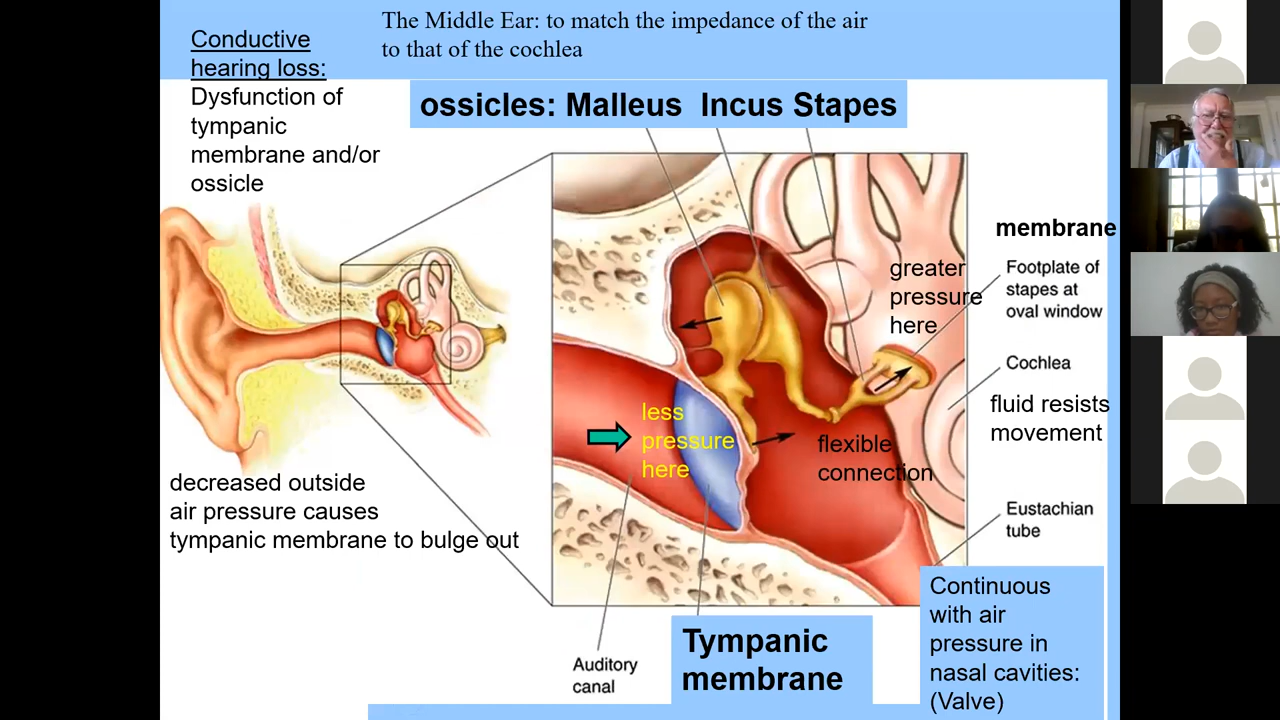 The Middle Ear: to match the impedance of the air
to that of the cochlea
Conductive
hearing loss:
Dysfunction of
tympanic
membrane and/or
ossicle
ossicles: Malleus Incus Stapes
membrane
greater
pressure
here
Footplate of
stapes at
oval window
Cochlea
fluid resists
movement
less
pressure
here
flexible
connection
decreased outside
air pressure causes
tympanic membrane to bulge out
Eustachian
tube
Continuous
with air
pressure in
nasal cavities:
(Valve)
Tympanic
membrane
Auditory
canal